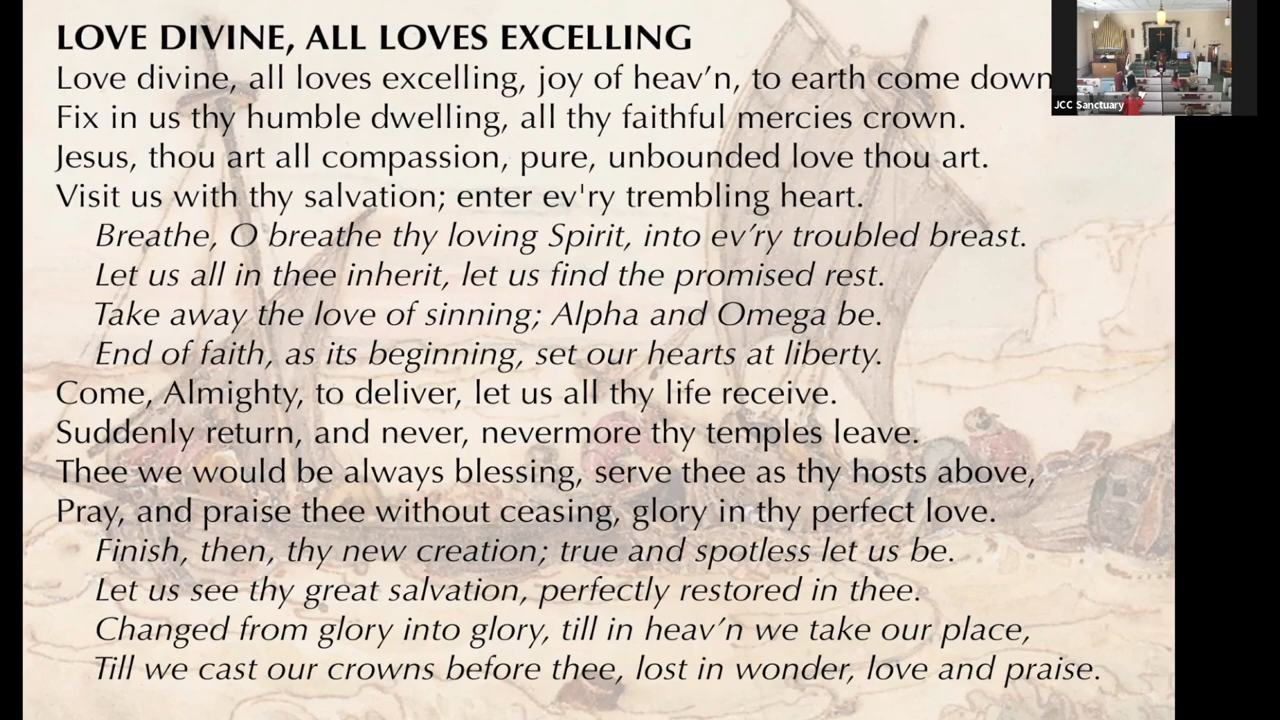 LOVE DIVINE, ALL LOVES EXCELLING
Love divine, all loves excelling, joy of heav’n, to earth come down
Fix in us thy humble dwelling, all thy faithful mercies crown.
Jesus, thou art all compassion, pure, unbounded love thou art.
Visit us with thy salvation; enter ev'ry trembling heart.
Breathe, O breathe thy loving Spirit, into ev’ry troubled breast.
Let us all in thee inherit, let us find the promised rest.
Take away the love of sinning; Alpha and Omega be.
End of faith, as its beginning, set our hearts at liberty.
Come, Almighty, to deliver, let us all thy life receive.
Suddenly return, and never, nevermore thy temples leave.
Thee we would be always blessing, serve thee as thy hosts above,
Pray, and praise thee without ceasing, glory in thy perfect love.
Finish, then, thy new creation; true and spotless let us be.
Let us see thy great salvation, perfectly restored in thee.
Changed from glory into glory, till in heav’n we take our place,
Till we cast our crowns before thee, lost in wonder, love and praise.
JCC Sanctuary